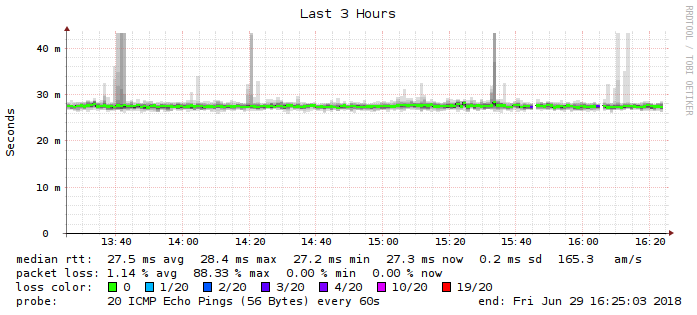 Last 3 Hours
RRDTOOL / TOBI OETIKER
Seconds
40 m
30 m
20 m
10 m
0
13:40 14:00 14:20 14:40 15:00 15:20 15:40 16:00 16:20
median rtt: 27.5 ms avg 28.4 ms max 27.2 ms min 27.3 ms now 0.2 ms sd 165.3 am/s
packet loss: 1.14 % avg 88.33 % max 0.00 % min 0.00 % now
loss color: 0 1/20 2/20 3/20 4/20 10/20 19/20
probe: 20 ICMP Echo Pings (56 Bytes) every 60s end: Fri Jun 29 16:25:03 2018